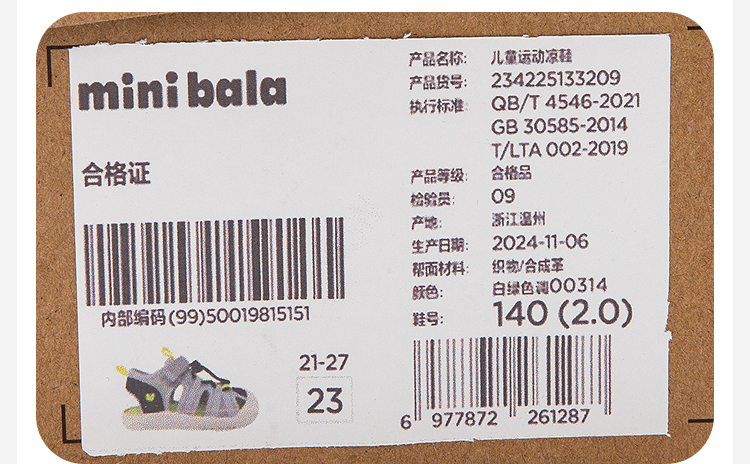 mini bala
合格证
内部编码(99)50019815151
21-27
23
产品名称: 儿童运动凉鞋
产品货号: 234225133209
执行标准: QB/T 4546-2021
GB 30585-2014
T/LTA 002-2019
产品等级: 合格品
检验员: 09
产地: 浙江温州
生产日期: 2024-11-06
帮面材料: 织物/合成革
颜色: 白绿色调00314
鞋号: 140 (2.0)
6 977872 261287